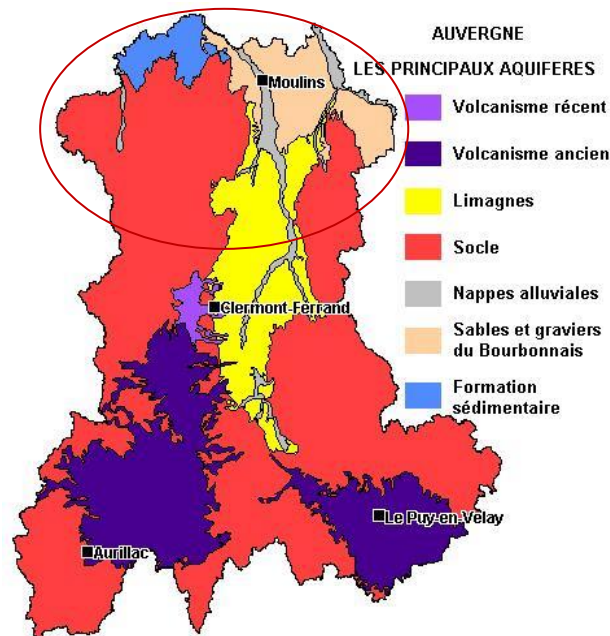 AUVERGNE
LES PRINCIPAUX AQUIFERES
Moulins
Volcanisme récent
Volcanisme ancien
Limagnes
Socle
Nappes alluviales
Clermont-Ferrand
Sables et graviers
du Bourbonnais
Formation
sédimentaire
Le Puy-en-Velay
Aurillac